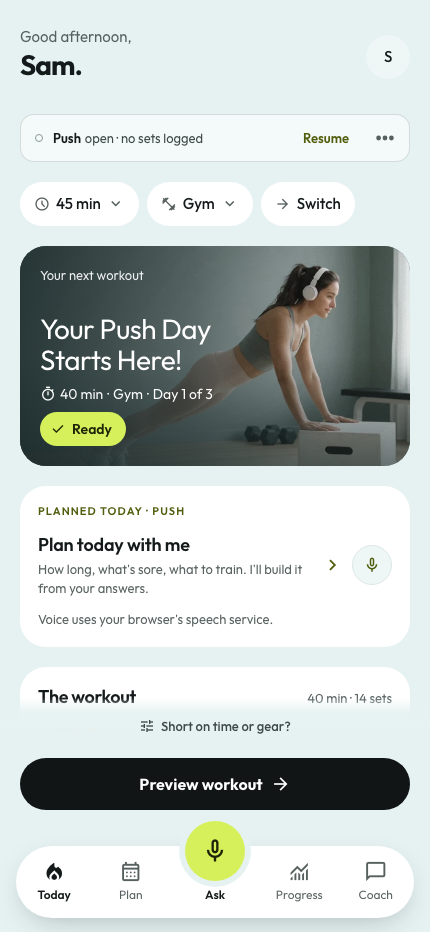 Good afternoon,
Sam.
S
Push open · no sets logged
Resume
45 min
Gym
Switch
Your next workout
Your Push Day
Starts Here!
40 min · Gym · Day 1 of 3
Ready
PLANNED TODAY · PUSH
Plan today with me
How long, what's sore, what to train. I'll build it
from your answers.
Voice uses your browser's speech service.
The workout
40 min · 14 sets
Short on time or gear?
Preview workout
Today
Plan
Ask
Progress
Coach